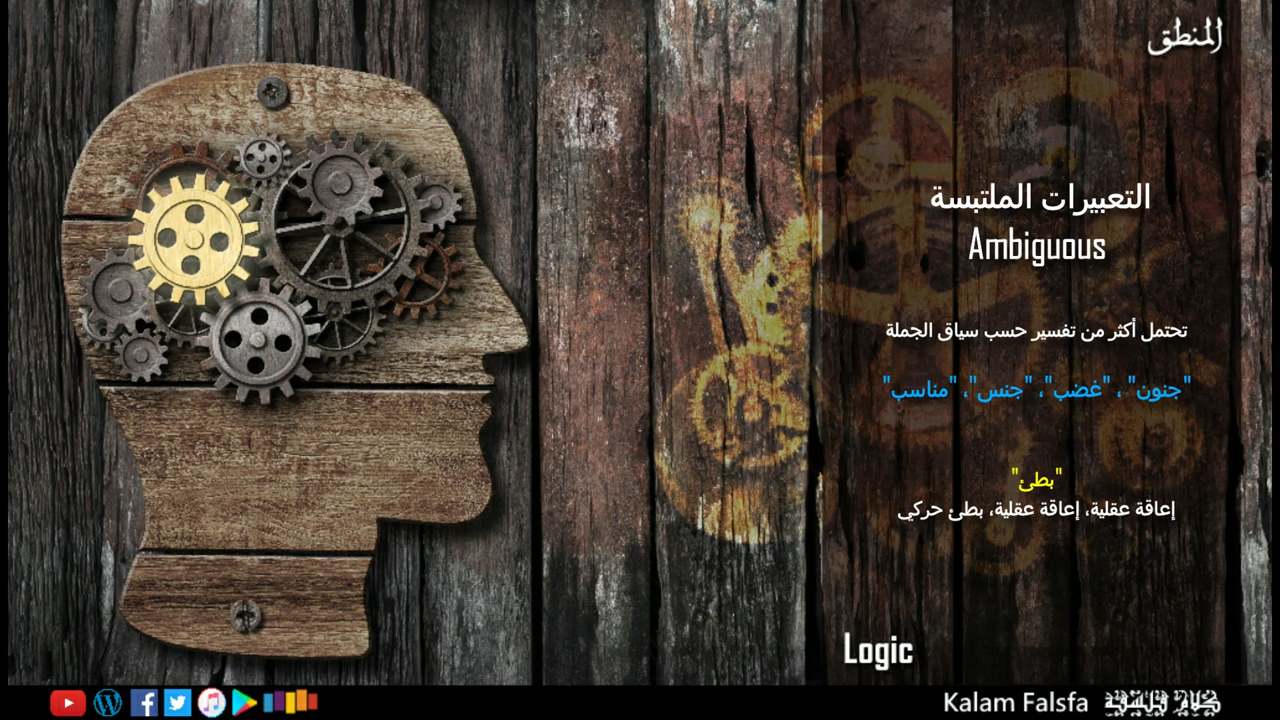 المنطق
التعبيرات الملتبسة
Ambiguous
تحتمل أكثر من تفسير حسب سياق الجملة
"جنون" ، "غضب"، "جنس"، "مناسب"
"بطئ"
إعاقة عقلية، إعاقة عقلية، بطئ حركي
Logic
Kalam Falsfa كلام فلسفة